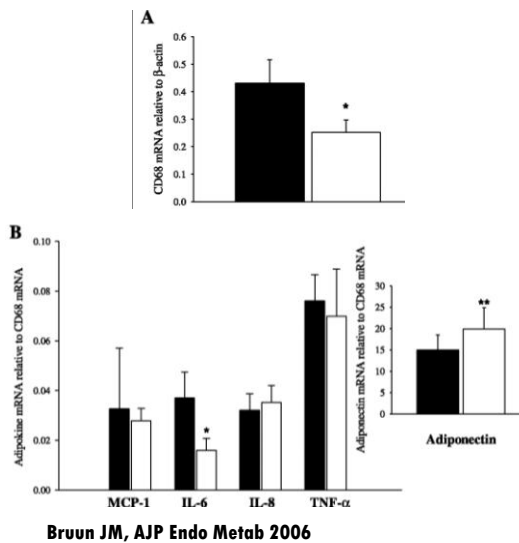 A
CD68 mRNA relative to β-actin
0.6
0.5
0.4
0.3
0.2
0.1
0.0
*
B
Adipokine mRNA relative to CD68 mRNA
0.10
0.08
0.06
0.04
0.02
0.00
*
MCP-1 IL-6 IL-8 TNF-α
Adiponectin mRNA relative to CD68 mRNA
30
25
20
15
10
5
0
**
Adiponectin
Bruun JM, AJP Endo Metab 2006